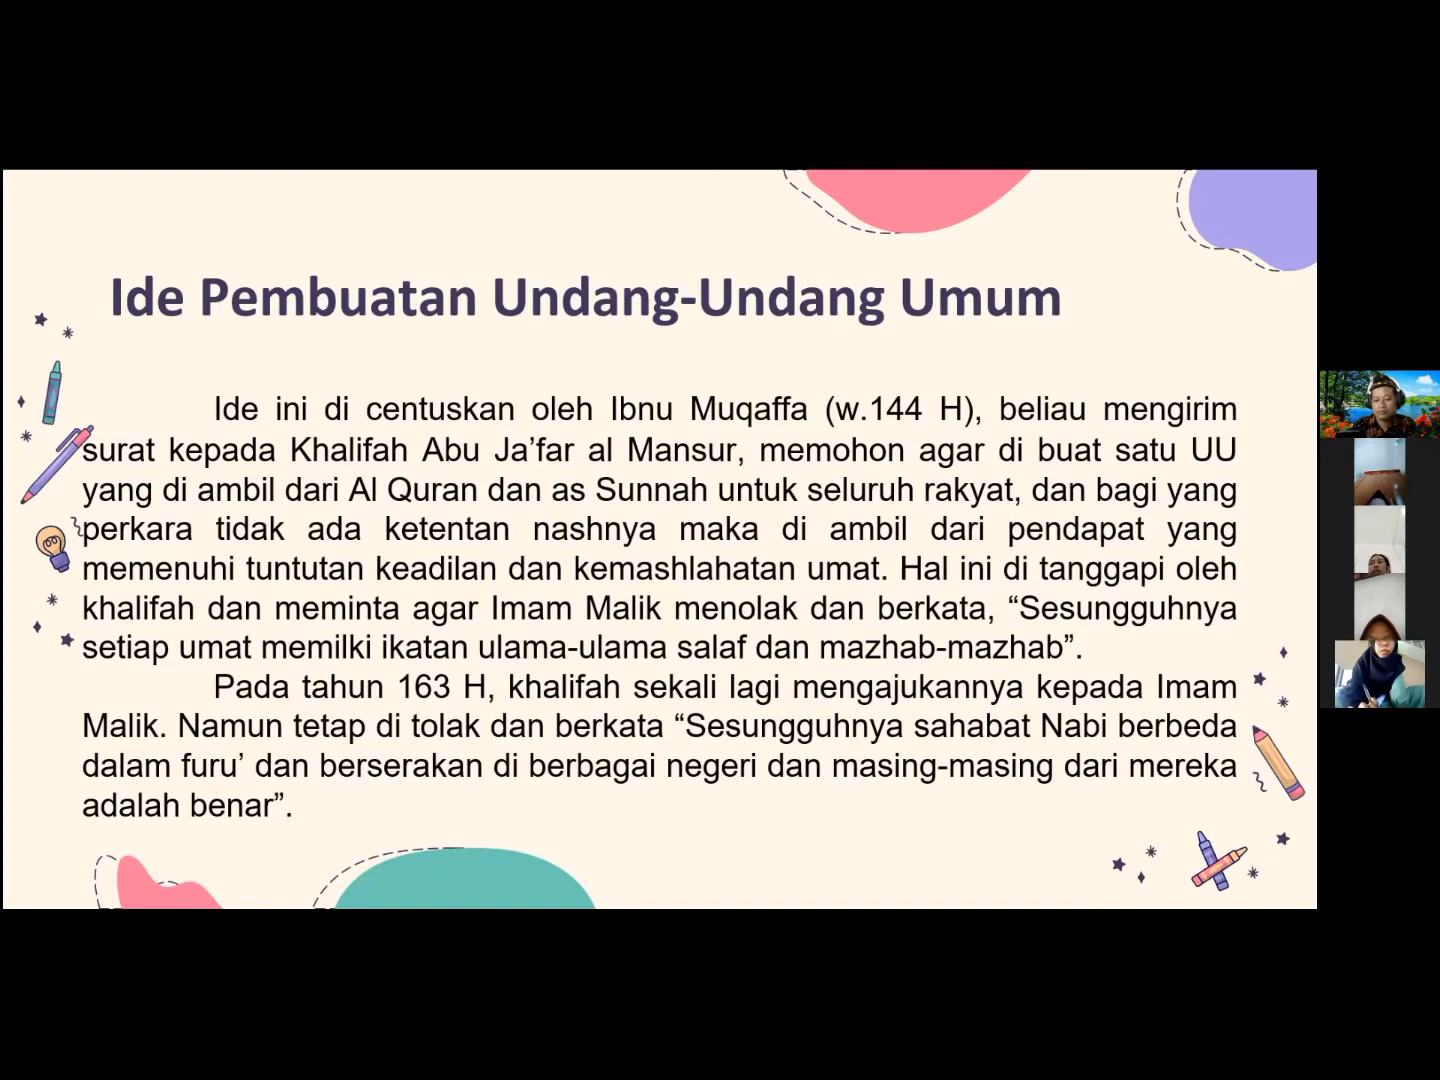 Ide Pembuatan Undang-Undang Umum
Ide ini di centuskan oleh Ibnu Muqaffa (w.144 H), beliau mengirim
surat kepada Khalifah Abu Ja’far al Mansur, memohon agar di buat satu UU
yang di ambil dari Al Quran dan as Sunnah untuk seluruh rakyat, dan bagi yang
perkara tidak ada ketentan nashnya maka di ambil dari pendapat yang
memenuhi tuntutan keadilan dan kemashlahatan umat. Hal ini di tanggapi oleh
khalifah dan meminta agar Imam Malik menolak dan berkata, “Sesungguhnya
setiap umat memilki ikatan ulama-ulama salaf dan mazhab-mazhab”.
Pada tahun 163 H, khalifah sekali lagi mengajukannya kepada Imam
Malik. Namun tetap di tolak dan berkata “Sesungguhnya sahabat Nabi berbeda
dalam furu’ dan berserakan di berbagai negeri dan masing-masing dari mereka
adalah benar”.